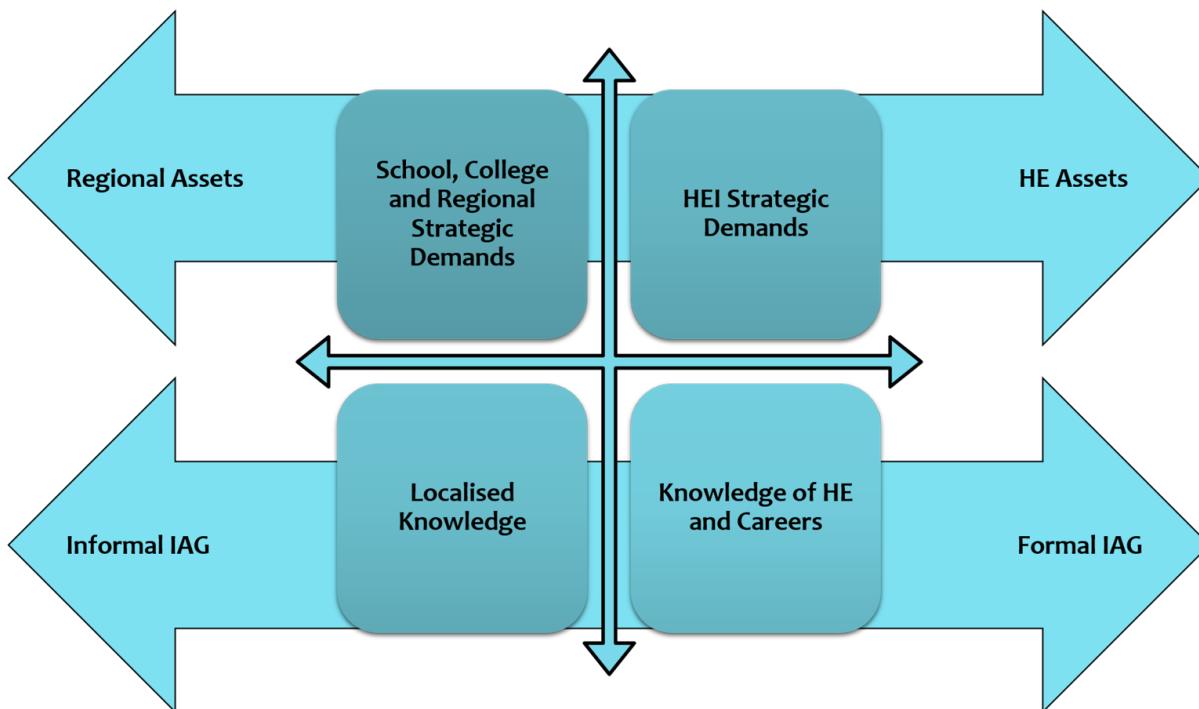 Regional Assets
School, College
and Regional
Strategic
Demands
HEI Strategic
Demands
HE Assets
Informal IAG
Localised
Knowledge
Knowledge of HE
and Careers
Formal IAG